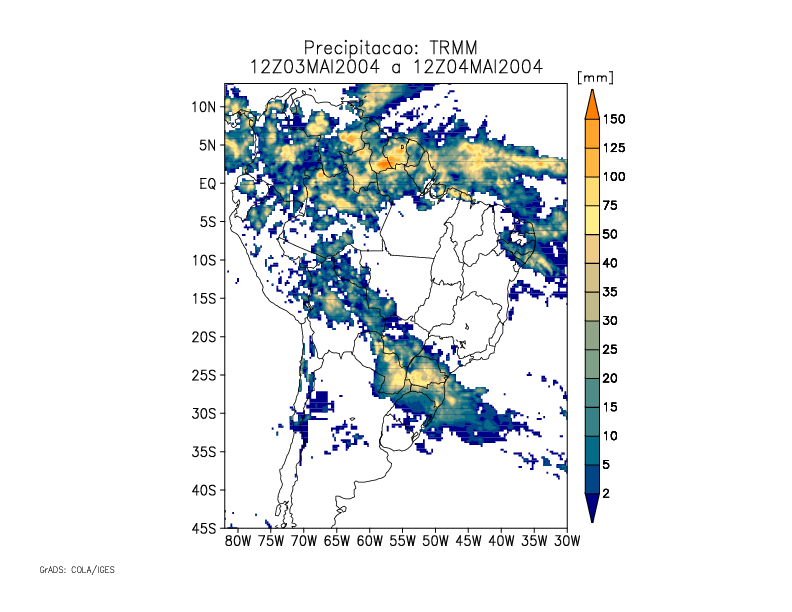 Precipitacao: TRMM
12Z03MAI2004 a 12Z04MAI2004
[mm]
10N
5N
EQ
5S
10S
15S
20S
25S
30S
35S
40S
45S
80W 75W 70W 65W 60W 55W 50W 45W 40W 35W 30W
150
125
100
75
50
40
35
30
25
20
15
10
5
2
GrADS: COLA/IGES